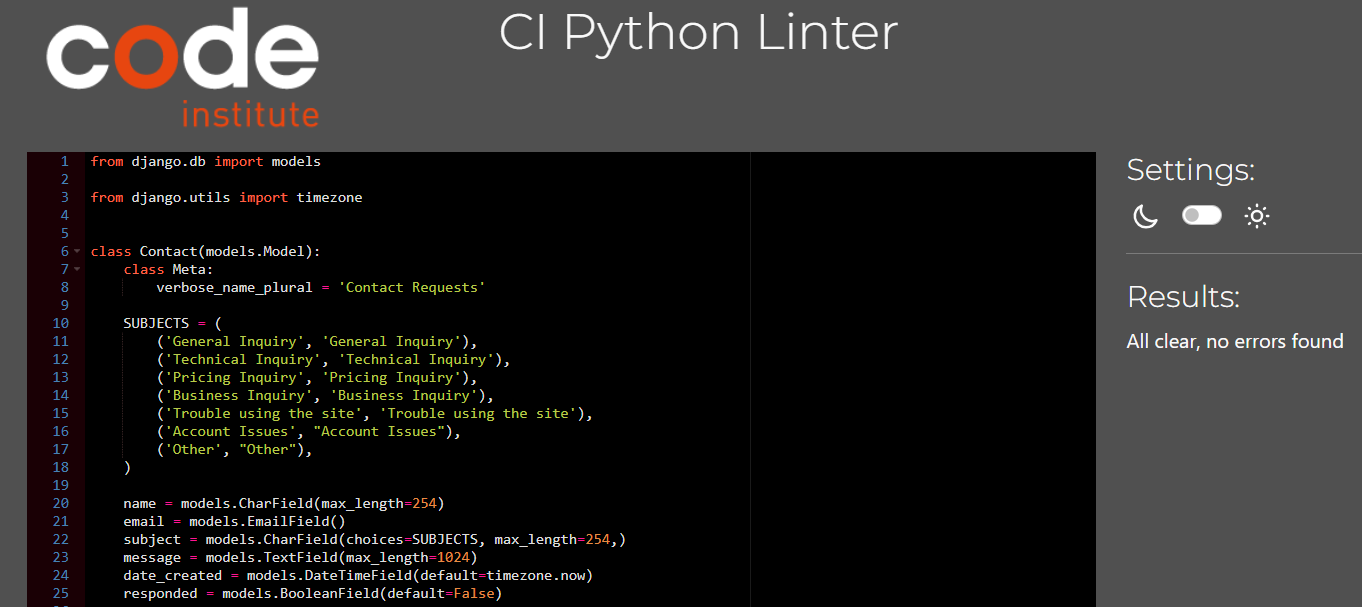 code
institute
CI Python Linter
1 from django.db import models
2
3 from django.utils import timezone
4
5
6 class Contact(models.Model):
7     class Meta:
8         verbose_name_plural = 'Contact Requests'
9
10     SUBJECTS = (
11         ('General Inquiry', 'General Inquiry'),
12         ('Technical Inquiry', 'Technical Inquiry'),
13         ('Pricing Inquiry', 'Pricing Inquiry'),
14         ('Business Inquiry', 'Business Inquiry'),
15         ('Trouble using the site', 'Trouble using the site'),
16         ('Account Issues', "Account Issues"),
17         ('Other', "Other"),
18     )
19
20     name = models.CharField(max_length=254)
21     email = models.EmailField()
22     subject = models.CharField(choices=SUBJECTS, max_length=254,)
23     message = models.TextField(max_length=1024)
24     date_created = models.DateTimeField(default=timezone.now)
25     responded = models.BooleanField(default=False)
Settings:
Results:
All clear, no errors found